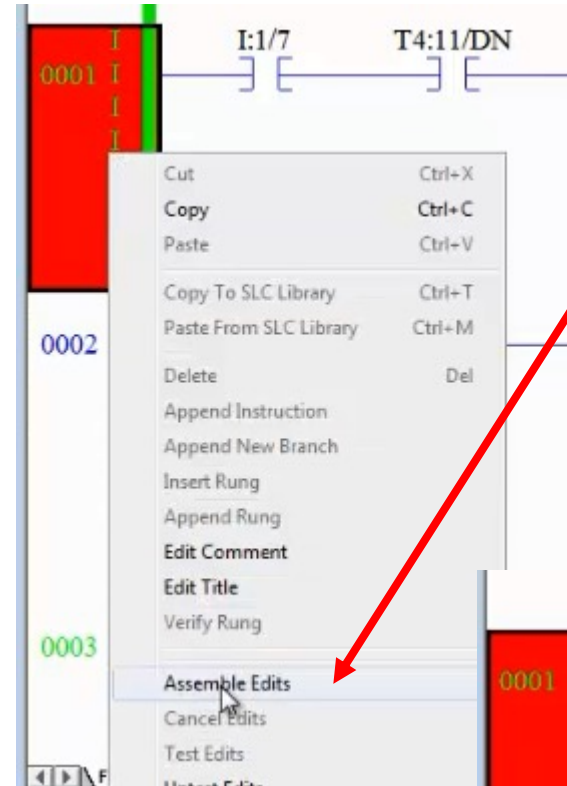 I I:1/7 T4:11/DN
0001 I
I
I
Cut Ctrl+X
Copy Ctrl+C
Paste Ctrl+V
Copy To SLC Library Ctrl+T
Paste From SLC Library Ctrl+M
0002
Delete Del
Append Instruction
Append New Branch
Insert Rung
Append Rung
Edit Comment
Edit Title
Verify Rung
0003
Assemble Edits 0001
Cancel Edits
Test Edits
F Untest Edits